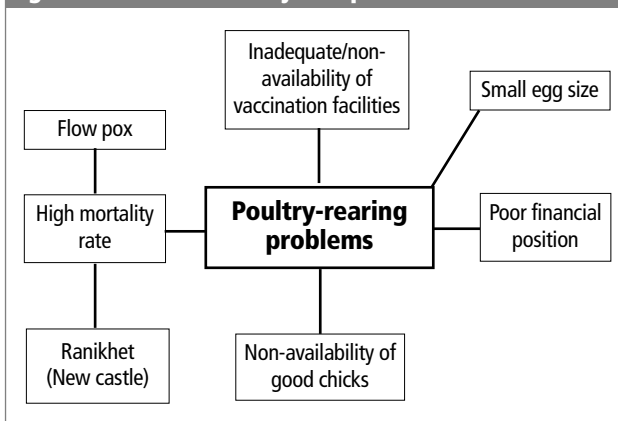 Inadequate/non-
availability of
vaccination facilities
Small egg size
Flow pox
High mortality
rate
Poultry-rearing
problems
Poor financial
position
Ranikhet
(New castle)
Non-availability of
good chicks